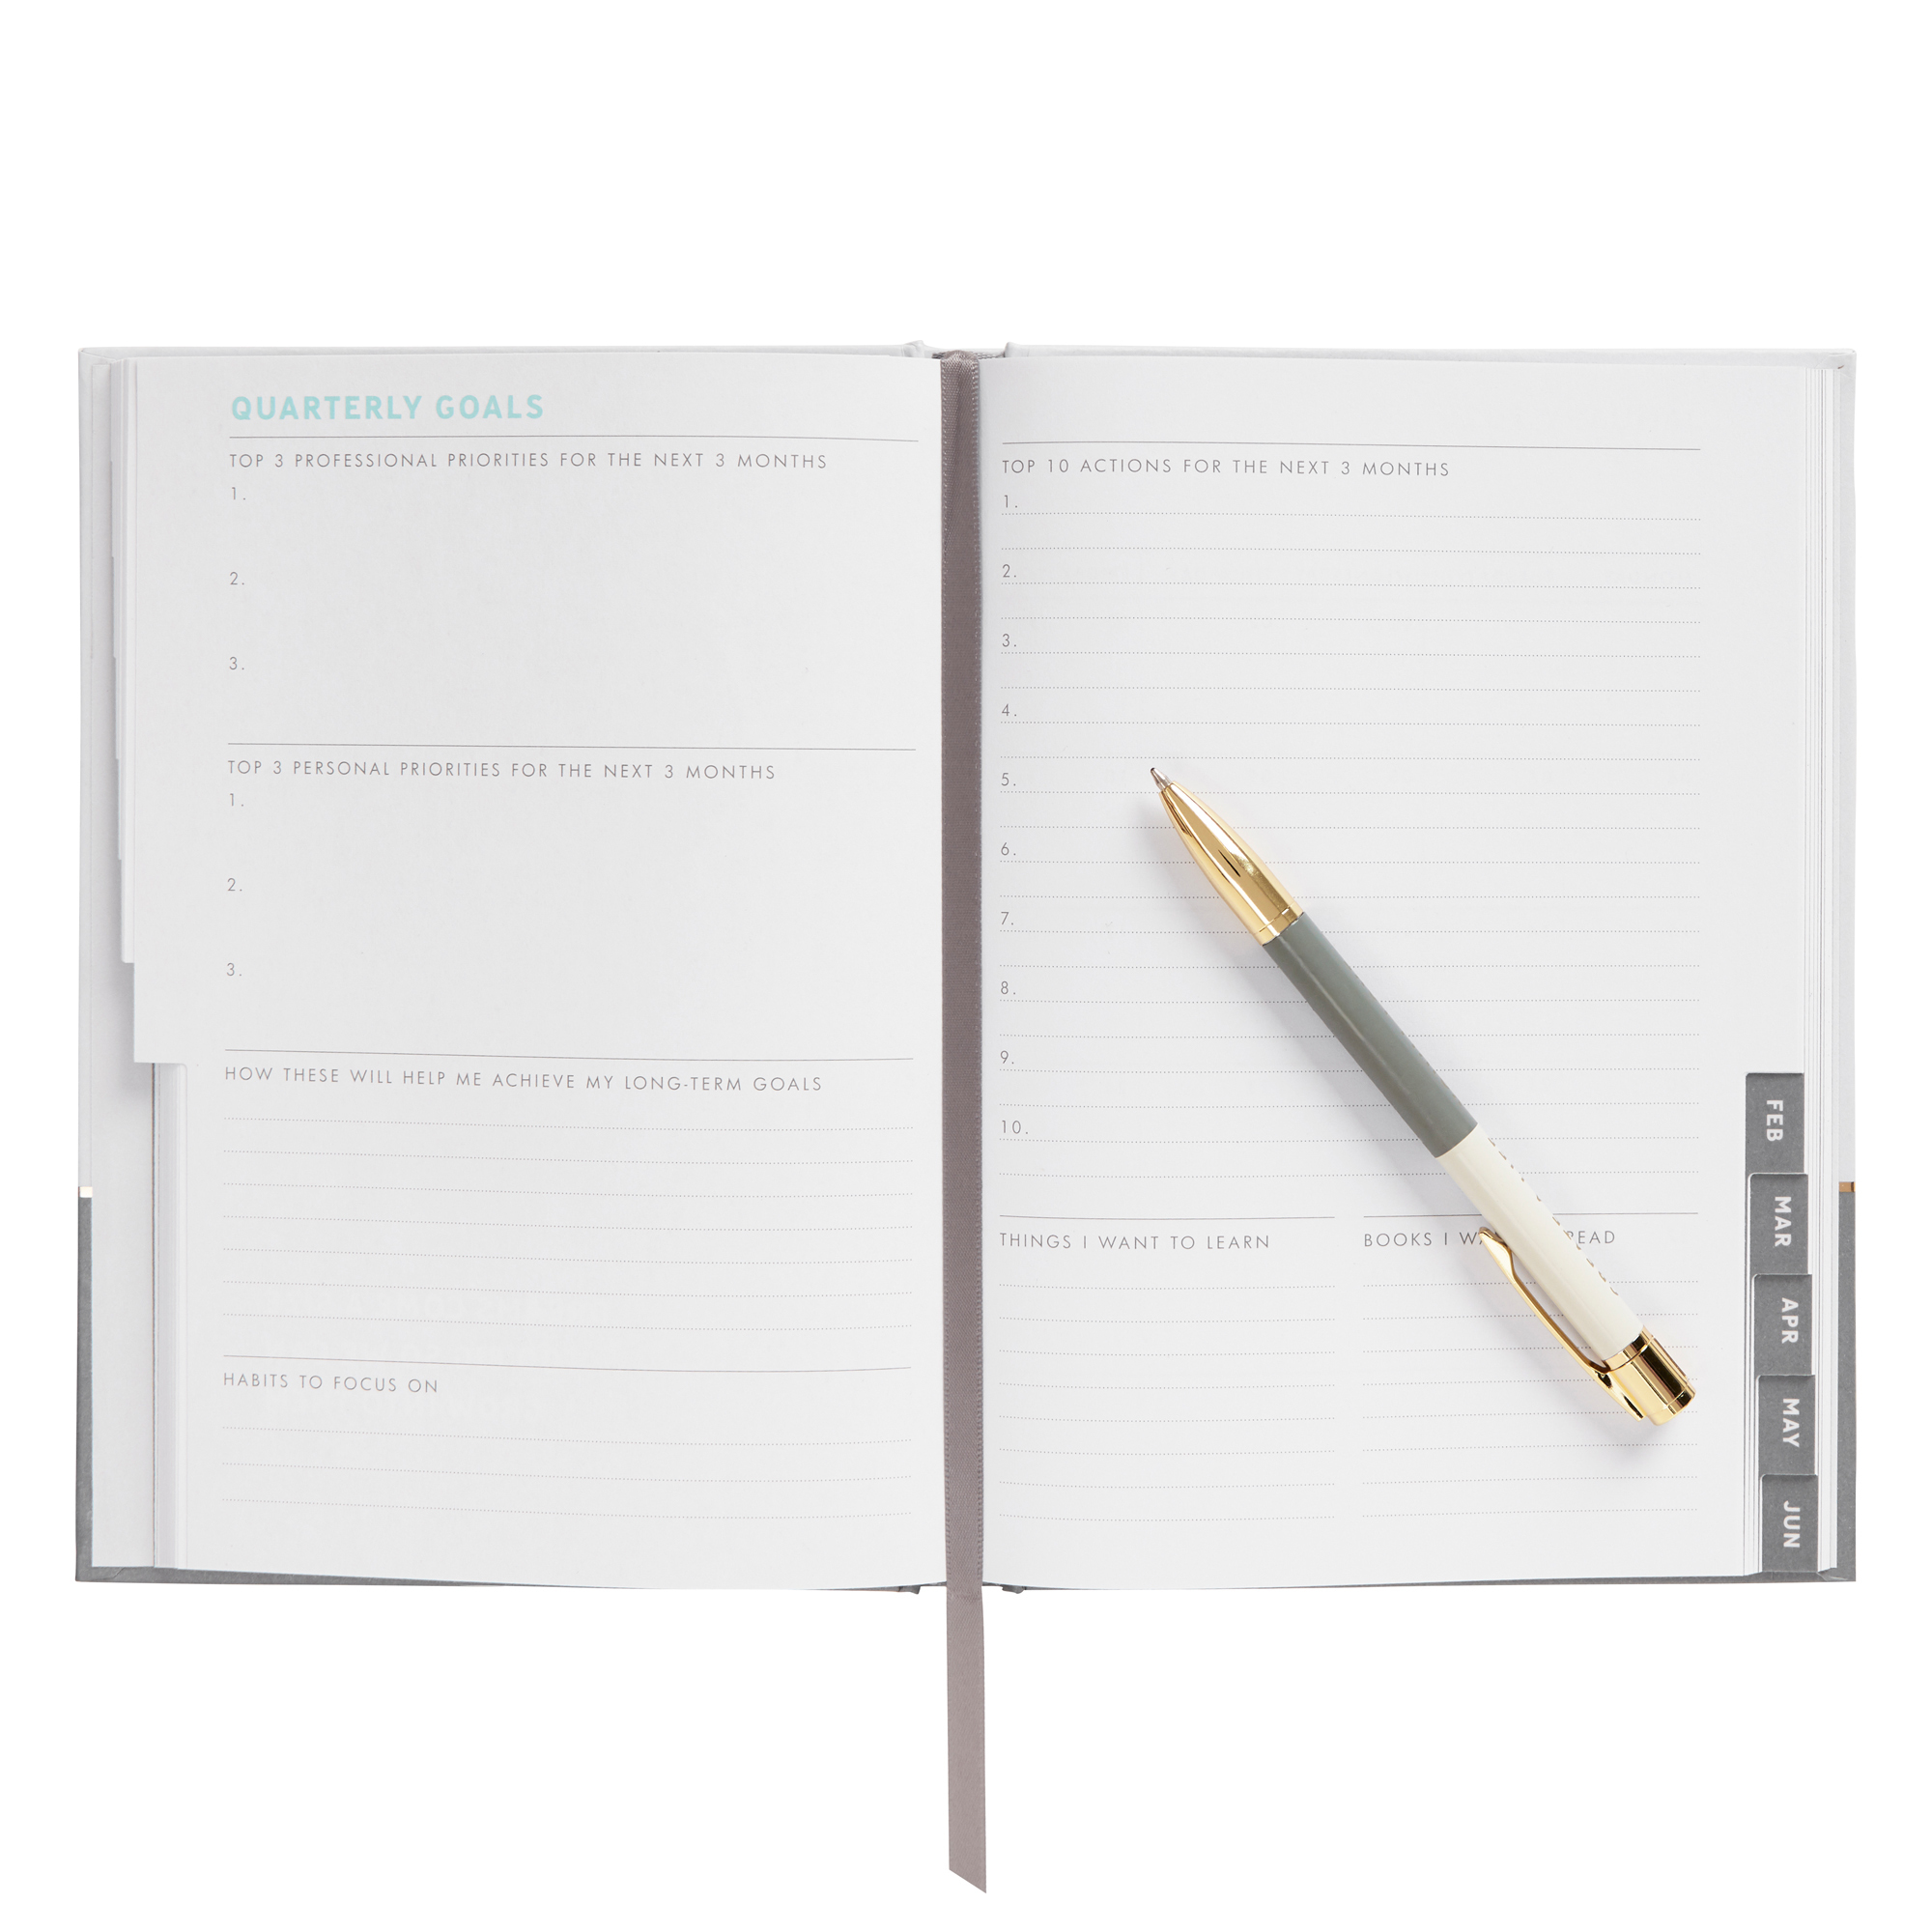 QUARTERLY GOALS
TOP 3 PROFESSIONAL PRIORITIES FOR THE NEXT 3 MONTHS
1.
2.
3.
TOP 3 PERSONAL PRIORITIES FOR THE NEXT 3 MONTHS
1.
2.
3.
HOW THESE WILL HELP ME ACHIEVE MY LONG-TERM GOALS
HABITS TO FOCUS ON
TOP 10 ACTIONS FOR THE NEXT 3 MONTHS
1.
2.
3.
4.
5.
6.
7.
8.
9.
10.
THINGS I WANT TO LEARN
BOOKS I READ
FEB
MAR
APR
MAY
JUN